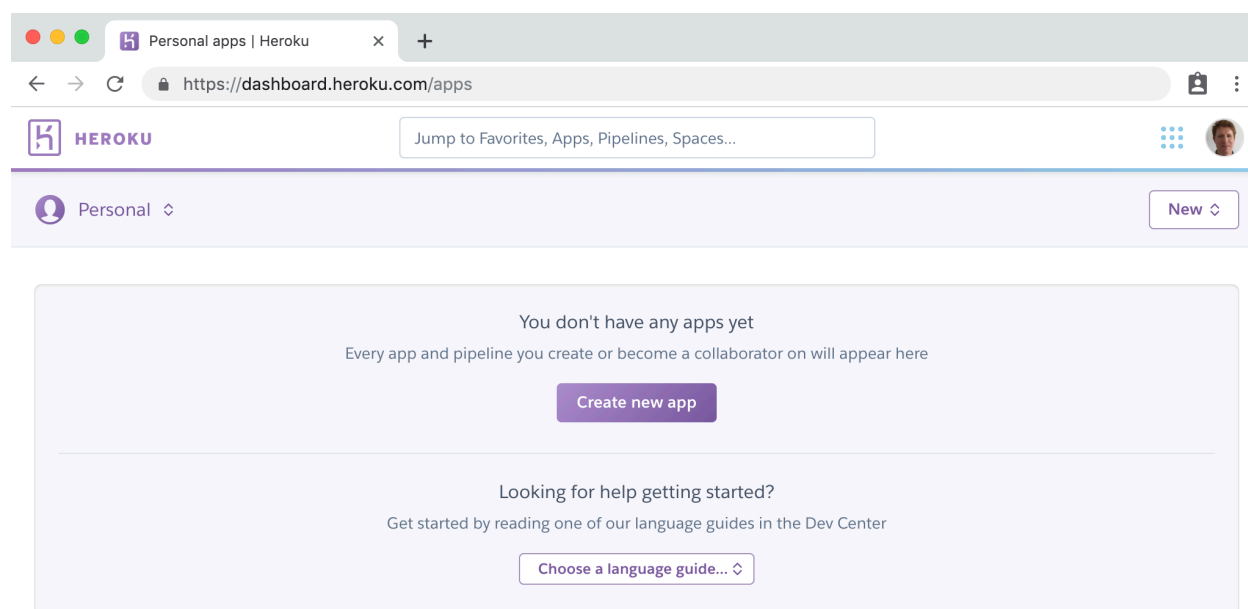 Personal apps | Heroku
https://dashboard.heroku.com/apps
HEROKU
Jump to Favorites, Apps, Pipelines, Spaces...
Personal
New
You don't have any apps yet
Every app and pipeline you create or become a collaborator on will appear here
Create new app
Looking for help getting started?
Get started by reading one of our language guides in the Dev Center
Choose a language guide...